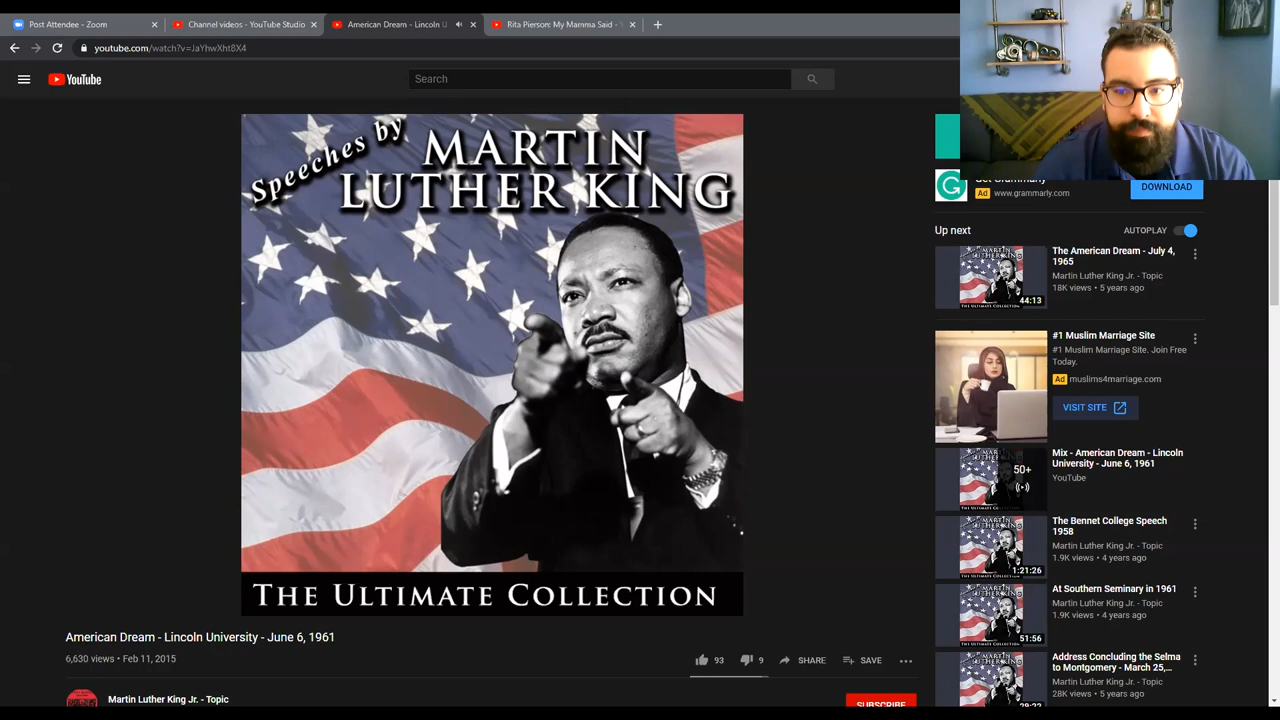 Post Attendee - Zoom
Channel videos - YouTube Studio
American Dream - Lincoln U
Rita Pierson: My Mamma Said -
youtube.com/watch?v=JaYhwXht8X4
YouTube
Search
Speeches by
MARTIN
LUTHER KING
THE ULTIMATE COLLECTION
American Dream - Lincoln University - June 6, 1961
6,630 views • Feb 11, 2015
93
9
SHARE
SAVE
Martin Luther King Jr. - Topic
SUBSCRIBE
Get Grammarly
Ad www.grammarly.com
DOWNLOAD
Up next
AUTOPLAY
The American Dream - July 4,
1965
Martin Luther King Jr. - Topic
18K views • 5 years ago
44:13
#1 Muslim Marriage Site
#1 Muslim Marriage Site. Join Free
Today.
Ad muslims4marriage.com
VISIT SITE
Mix - American Dream - Lincoln
University - June 6, 1961
YouTube
50+
The Bennet College Speech
1958
Martin Luther King Jr. - Topic
1.9K views • 4 years ago
1:21:26
At Southern Seminary in 1961
Martin Luther King Jr. - Topic
1.9K views • 4 years ago
51:56
Address Concluding the Selma
to Montgomery - March 25,...
Martin Luther King Jr. - Topic
28K views • 5 years ago
29:22